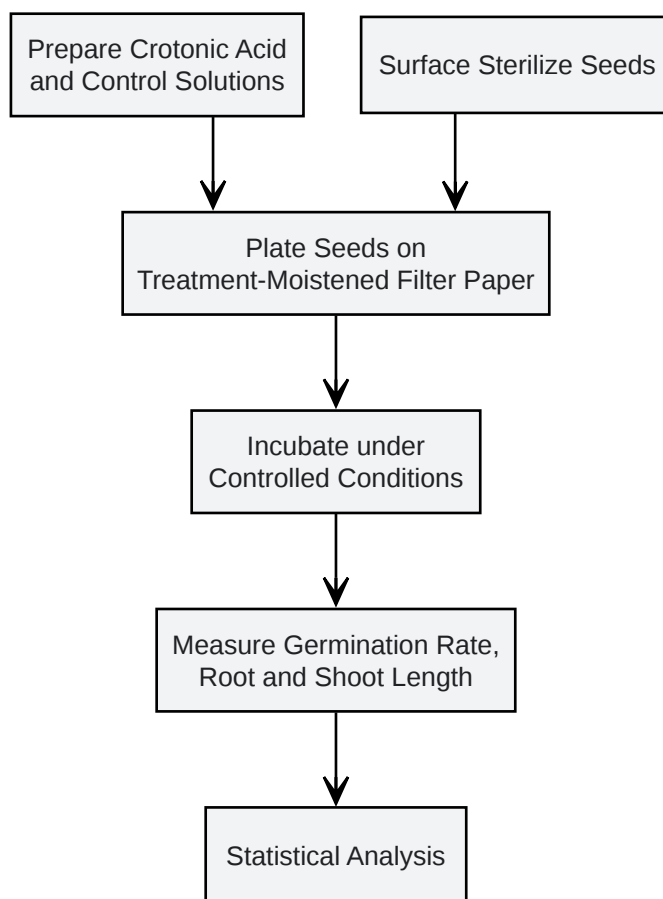 Prepare Crotonic Acid
and Control Solutions
Surface Sterilize Seeds
Plate Seeds on
Treatment-Moistened Filter Paper
Incubate under
Controlled Conditions
Measure Germination Rate,
Root and Shoot Length
Statistical Analysis